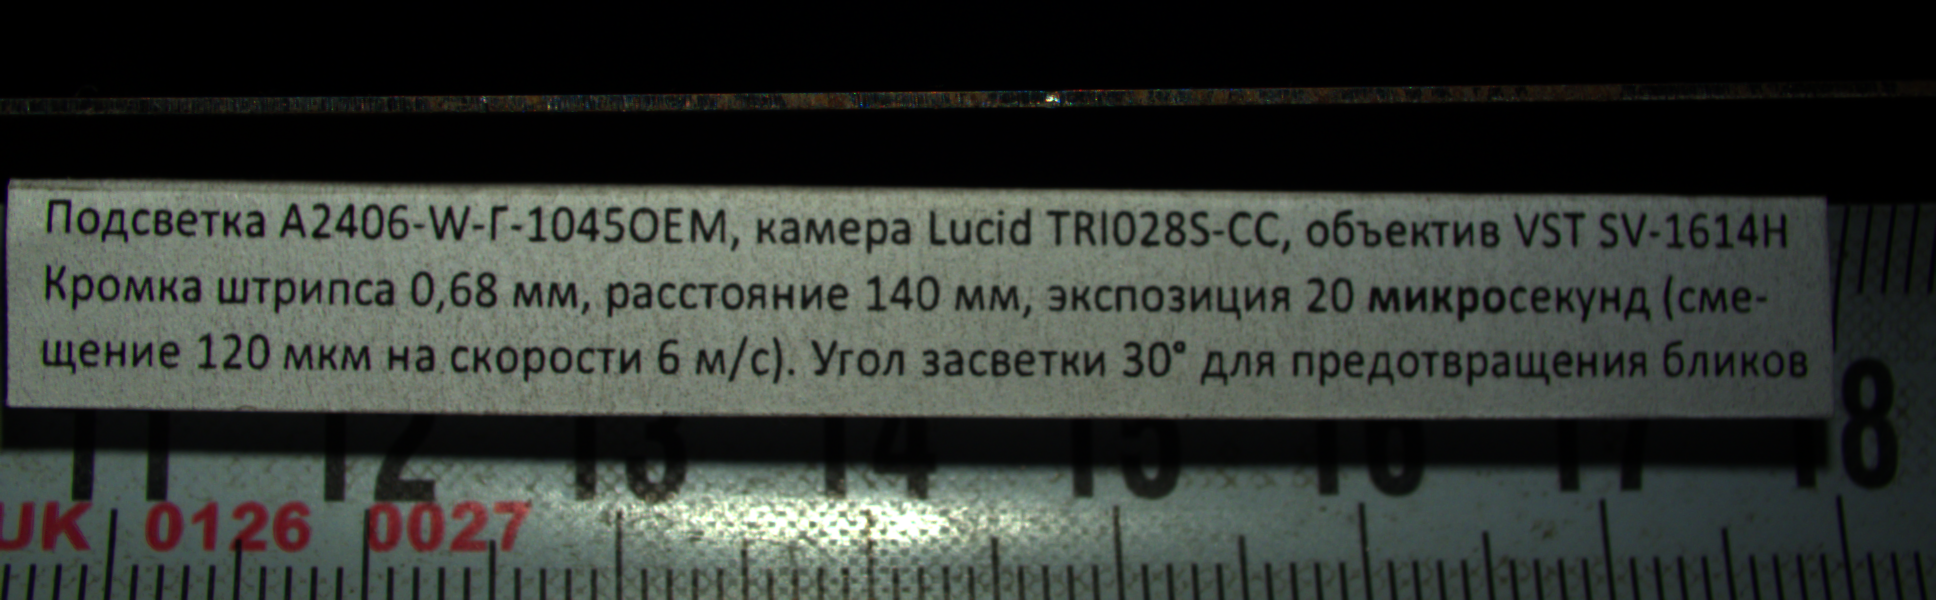 Подсветка A2406-W-Г-1045OEM, камера Lucid TRI028S-CC, объектив VST SV-1614H
Кромка штрипса 0,68 мм, расстояние 140 мм, экспозиция 20 микросекунд (сме-
щение 120 мкм на скорости 6 м/с). Угол засветки 30° для предотвращения бликов
11 12 13 14 15 16 17 18
UK 0126 0027